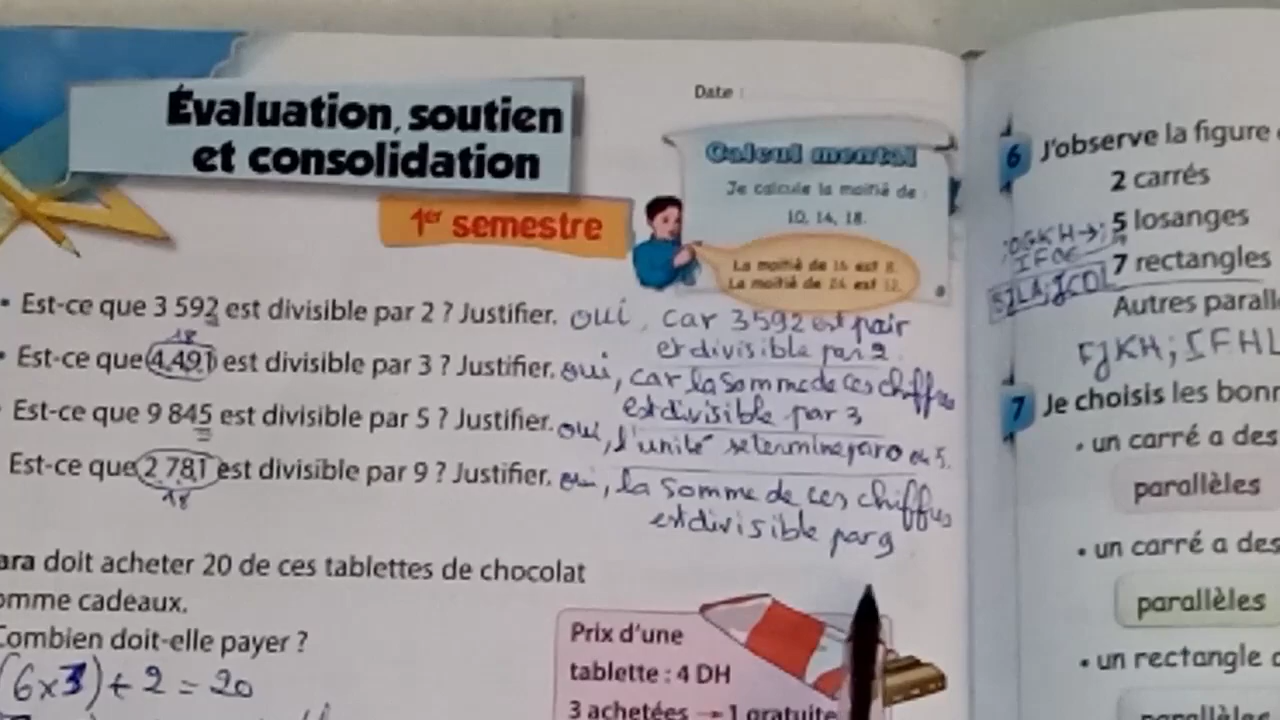 Évaluation, soutien
et consolidation
1er semestre
Date :
Calcul mental
Je calcule la moitié de :
10, 14, 18.
La moitié de 16 est 8.
La moitié de 24 est 12.
• Est-ce que 3 592 est divisible par 2 ? Justifier. oui, car 3592 est pair
et divisible par 2
18
• Est-ce que 4 491 est divisible par 3 ? Justifier. oui, car la somme de ces chiffres
est divisible par 3
Est-ce que 9 845 est divisible par 5 ? Justifier. oui, l'unité se termine par 0 ou 5.
Est-ce que 2 781 est divisible par 9 ? Justifier. oui, la somme de ces chiffres
18
est divisible par 9
ara doit acheter 20 de ces tablettes de chocolat
omme cadeaux.
Combien doit-elle payer ?
(6x3)+2=20
Prix d'une
tablette : 4 DH
3 achetées → 1 gratuite
6 J'observe la figure
2 carrés
5 losanges
7 rectangles
Autres parall
FJKH ; IFHL
7 Je choisis les bonn
• un carré a des
parallèles
• un carré a des
parallèles
• un rectangle
parallèles